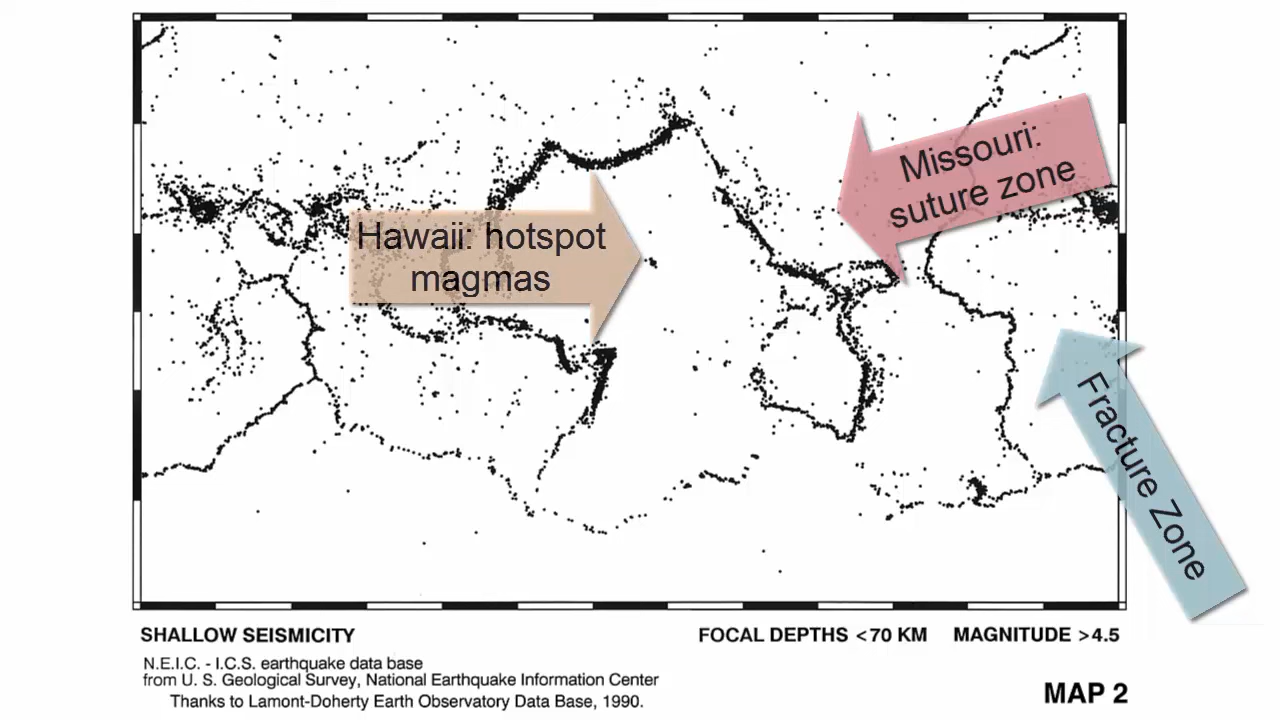 Missouri:
suture zone
Hawaii: hotspot
magmas
Fracture Zone
SHALLOW SEISMICITY
FOCAL DEPTHS <70 KM MAGNITUDE >4.5
N.E.I.C. - I.C.S. earthquake data base
from U. S. Geological Survey, National Earthquake Information Center
Thanks to Lamont-Doherty Earth Observatory Data Base, 1990.
MAP 2